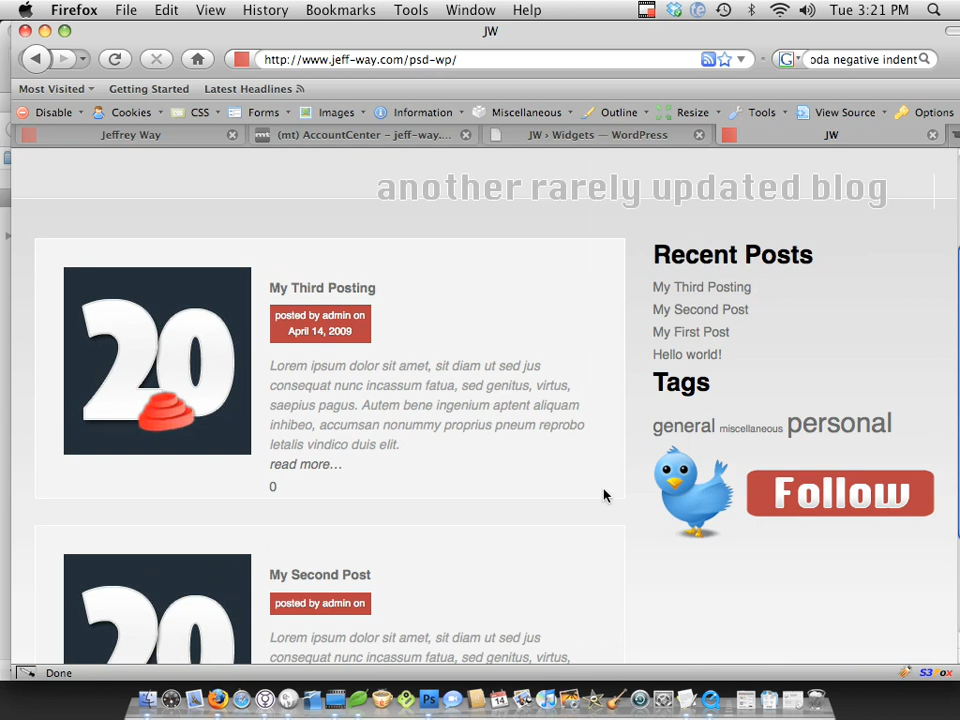 Firefox File Edit View History Bookmarks Tools Window Help Tue 3:21 PM
JW
http://www.jeff-way.com/psd-wp/ oda negative indent
Most Visited Getting Started Latest Headlines
Disable Cookies CSS Forms Images Information Miscellaneous Outline Resize Tools View Source Options
Jeffrey Way (mt) AccountCenter – jeff-way.... JW › Widgets — WordPress JW
another rarely updated blog
20
My Third Posting
posted by admin on
April 14, 2009
Lorem ipsum dolor sit amet, sit diam ut sed jus
consequat nunc incassum fatua, sed genitus, virtus,
saepius pagus. Autem bene ingenium aptent aliquam
inhibeo, accumsan nonummy proprius pneum reprobo
letalis vindico duis elit.
read more...
0
Recent Posts
My Third Posting
My Second Post
My First Post
Hello world!
Tags
general miscellaneous personal
Follow
20
My Second Post
posted by admin on
Lorem ipsum dolor sit amet, sit diam ut sed jus
consequat nunc incassum fatua, sed genitus, virtus,
Done S3Fox